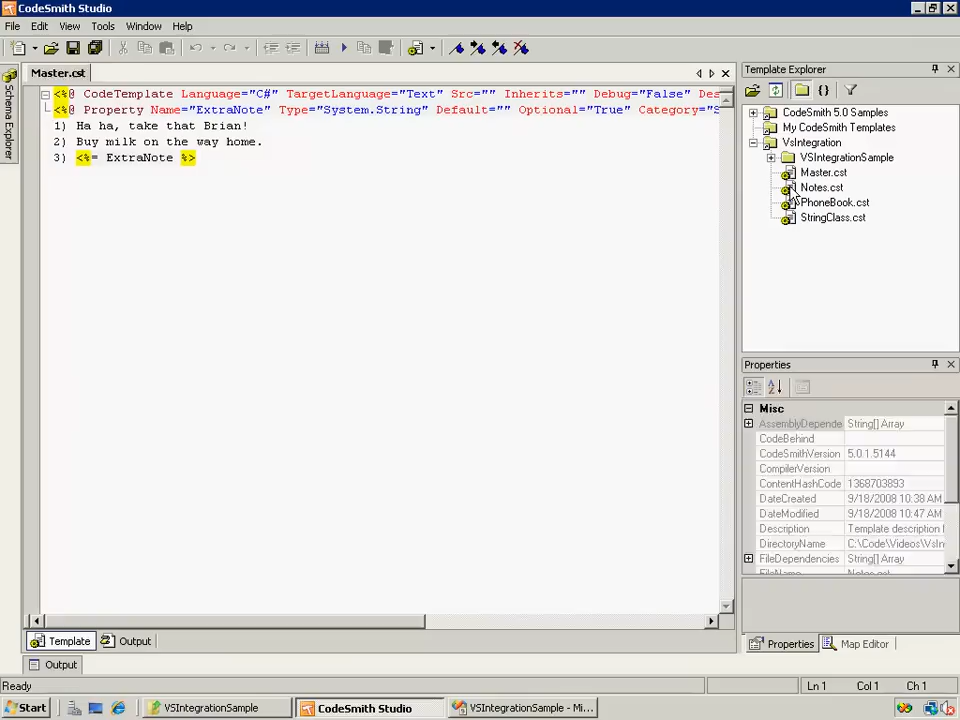 CodeSmith Studio
File Edit View Tools Window Help
Master.cst
<%@ CodeTemplate Language="C#" TargetLanguage="Text" Src="" Inherits="" Debug="False" Des
<%@ Property Name="ExtraNote" Type="System.String" Default="" Optional="True" Category="S
1) Ha ha, take that Brian!
2) Buy milk on the way home.
3) <%= ExtraNote %>
Schema Explorer
Template Explorer
CodeSmith 5.0 Samples
My CodeSmith Templates
VsIntegration
VSIntegrationSample
Master.cst
Notes.cst
PhoneBook.cst
StringClass.cst
Properties
Misc
AssemblyDepende String[] Array
CodeBehind
CodeSmithVersion 5.0.1.5144
CompilerVersion
ContentHashCode 1368703893
DateCreated 9/18/2008 10:38 AM
DateModified 9/18/2008 10:47 AM
Description Template description
DirectoryName C:\Code\Videos\VsIn
FileDependencies String[] Array
FileName Notes.cst
Template Output
Properties Map Editor
Output
Ready Ln 1 Col 1 Ch 1
Start VSIntegrationSample CodeSmith Studio VSIntegrationSample - Mi...